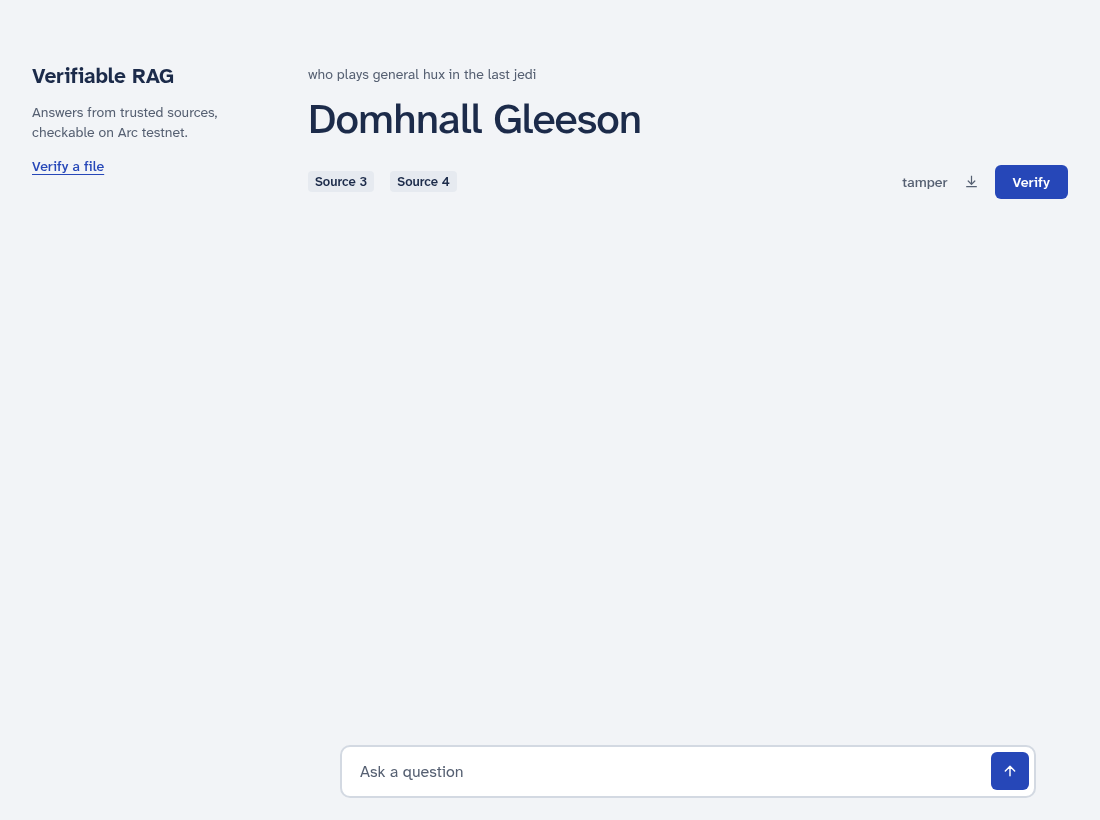 Verifiable RAG
Answers from trusted sources,
checkable on Arc testnet.
Verify a file
who plays general hux in the last jedi
Domhnall Gleeson
Source 3 Source 4
tamper Verify
Ask a question